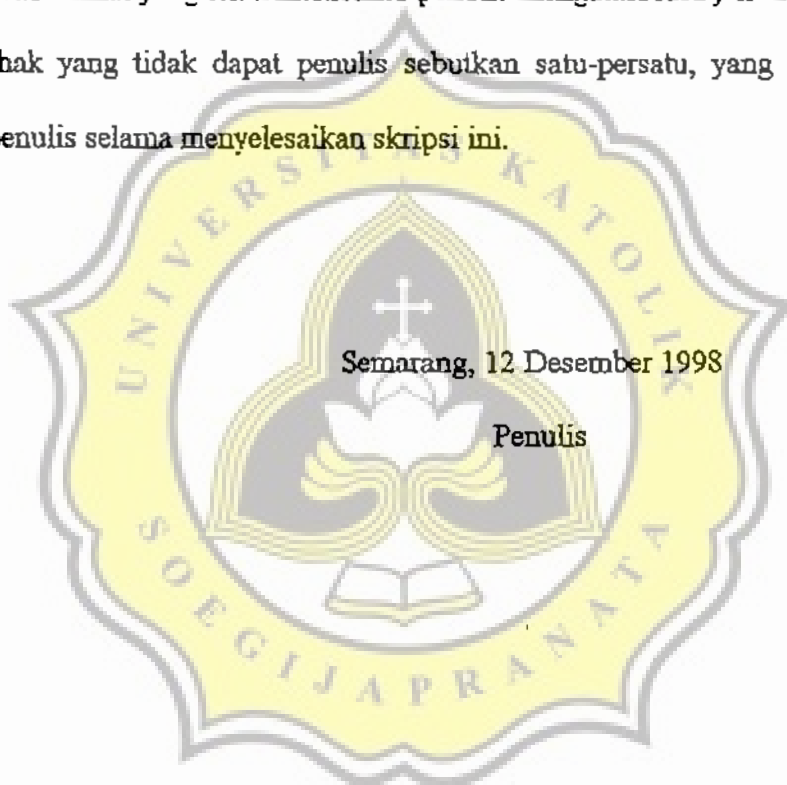 hak yang tidak dapat penulis sebutkan satu-persatu, yang
enulis selama menyelesaikan skripsi ini.
Semarang, 12 Desember 1998
Penulis
UNIVERSITAS KATOLIK
SOEGIJAPRANATA